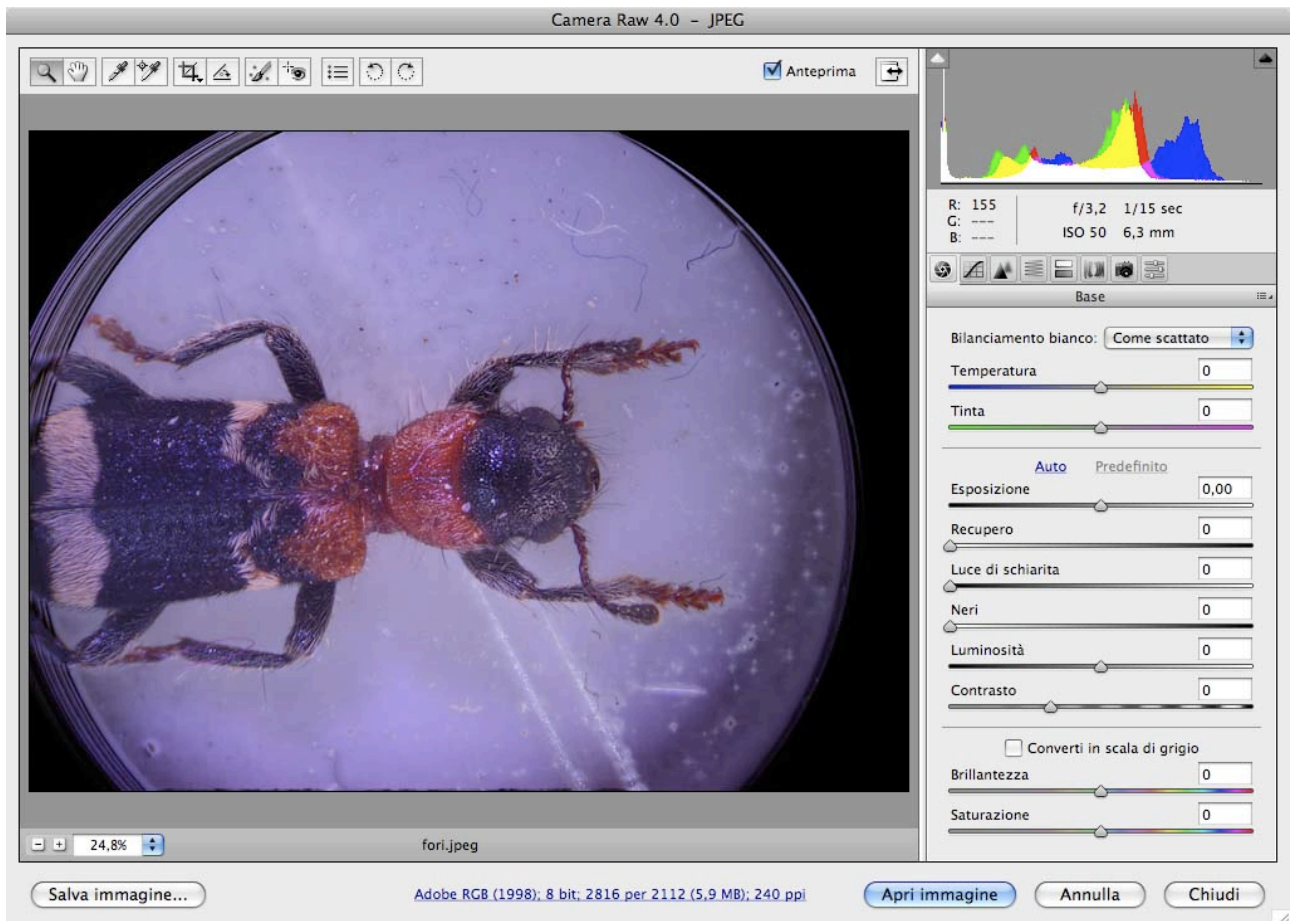 Camera Raw 4.0 – JPEG
Anteprima
R: 155
G: ---
B: ---
f/3,2 1/15 sec
ISO 50 6,3 mm
Base
Bilanciamento bianco: Come scattato
Temperatura 0
Tinta 0
Auto Predefinito
Esposizione 0,00
Recupero 0
Luce di schiarita 0
Neri 0
Luminosità 0
Contrasto 0
Converti in scala di grigio
Brillantezza 0
Saturazione 0
24,8% fori.jpeg
Salva immagine... Adobe RGB (1998); 8 bit; 2816 per 2112 (5,9 MB); 240 ppi Apri immagine Annulla Chiudi